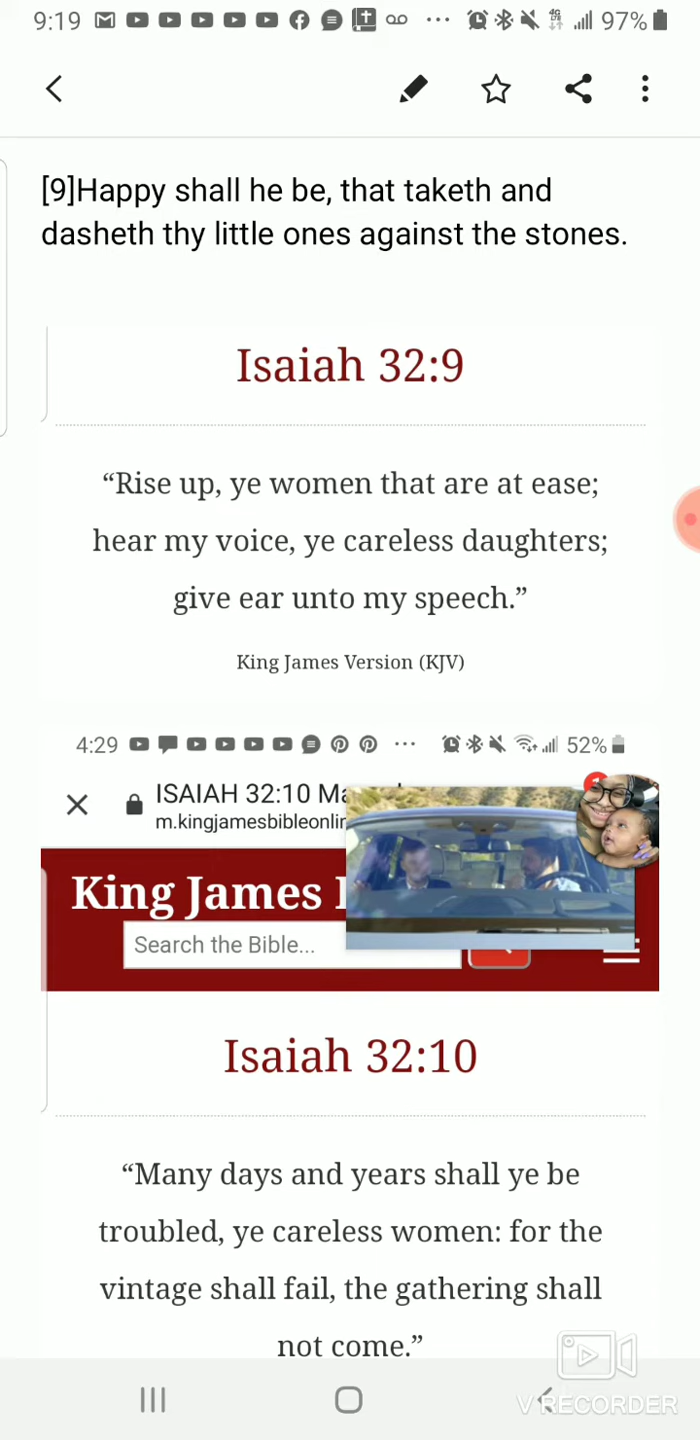 9:19 97%
[9]Happy shall he be, that taketh and
dasheth thy little ones against the stones.
Isaiah 32:9
“Rise up, ye women that are at ease;
hear my voice, ye careless daughters;
give ear unto my speech.”
King James Version (KJV)
4:29 52%
ISAIAH 32:10
m.kingjamesbibleonlin
King James
Search the Bible...
Isaiah 32:10
“Many days and years shall ye be
troubled, ye careless women: for the
vintage shall fail, the gathering shall
not come.”
V RECORDER